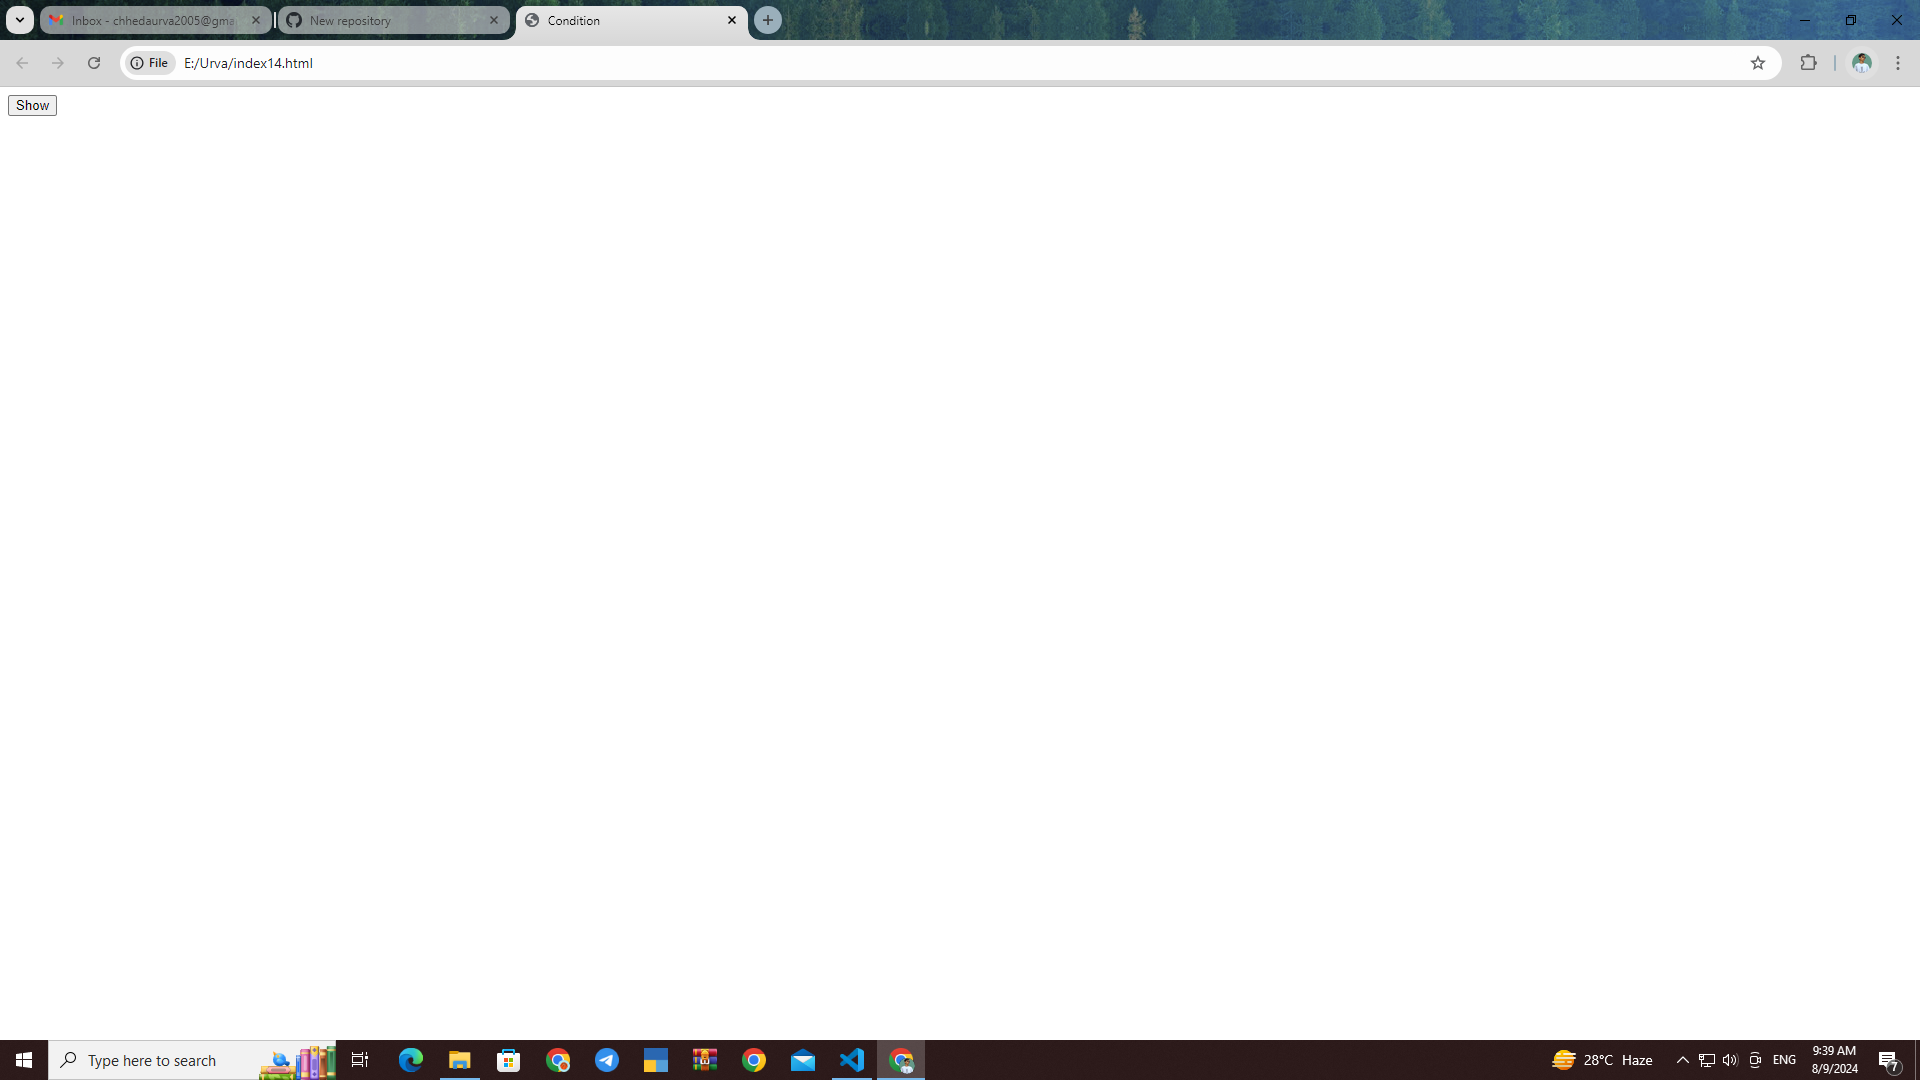 Inbox - chhedaurva2005@gma
New repository
Condition
File
E:/Urva/index14.html
Show
Type here to search
28°C Haze
ENG
9:39 AM
8/9/2024
7